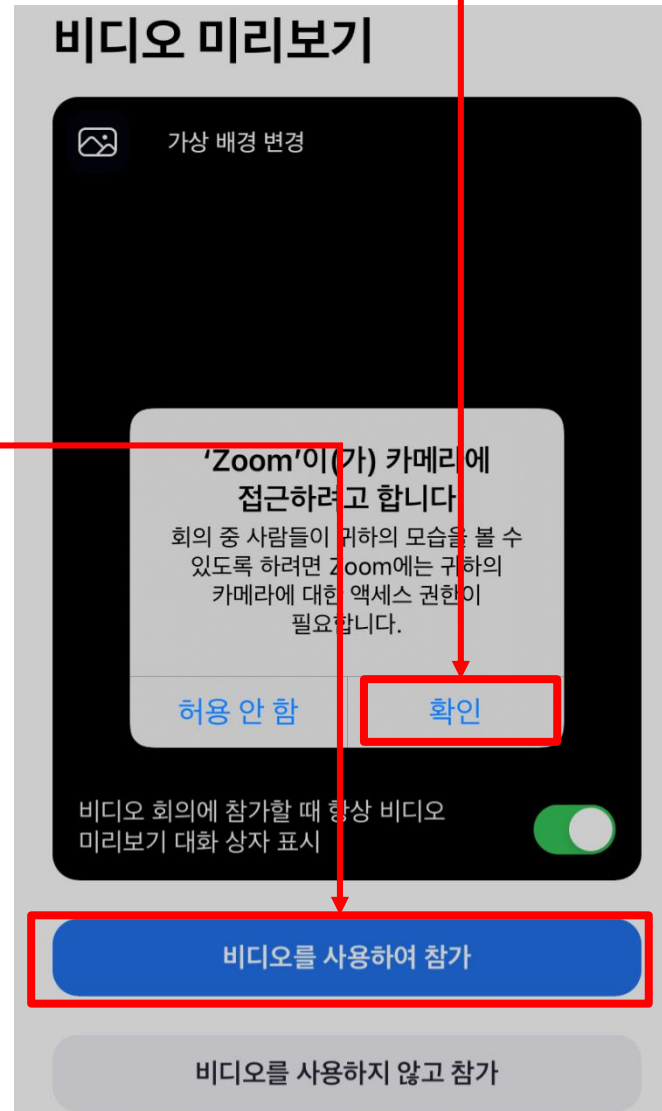 비디오 미리보기
가상 배경 변경
‘Zoom’이(가) 카메라에
접근하려고 합니다.
회의 중 사람들이 귀하의 모습을 볼 수
있도록 하려면 Zoom에는 귀하의
카메라에 대한 액세스 권한이
필요합니다.
허용 안 함
확인
비디오 회의에 참가할 때 항상 비디오
미리보기 대화 상자 표시
비디오를 사용하여 참가
비디오를 사용하지 않고 참가